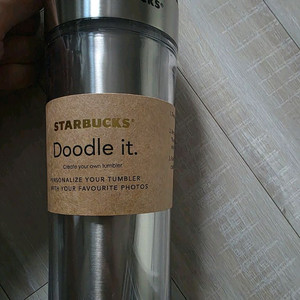 STARBUCKS®
Doodle it.
Create your own tumbler
PERSONALIZE YOUR TUMBLER
WITH YOUR FAVOURITE PHOTOS